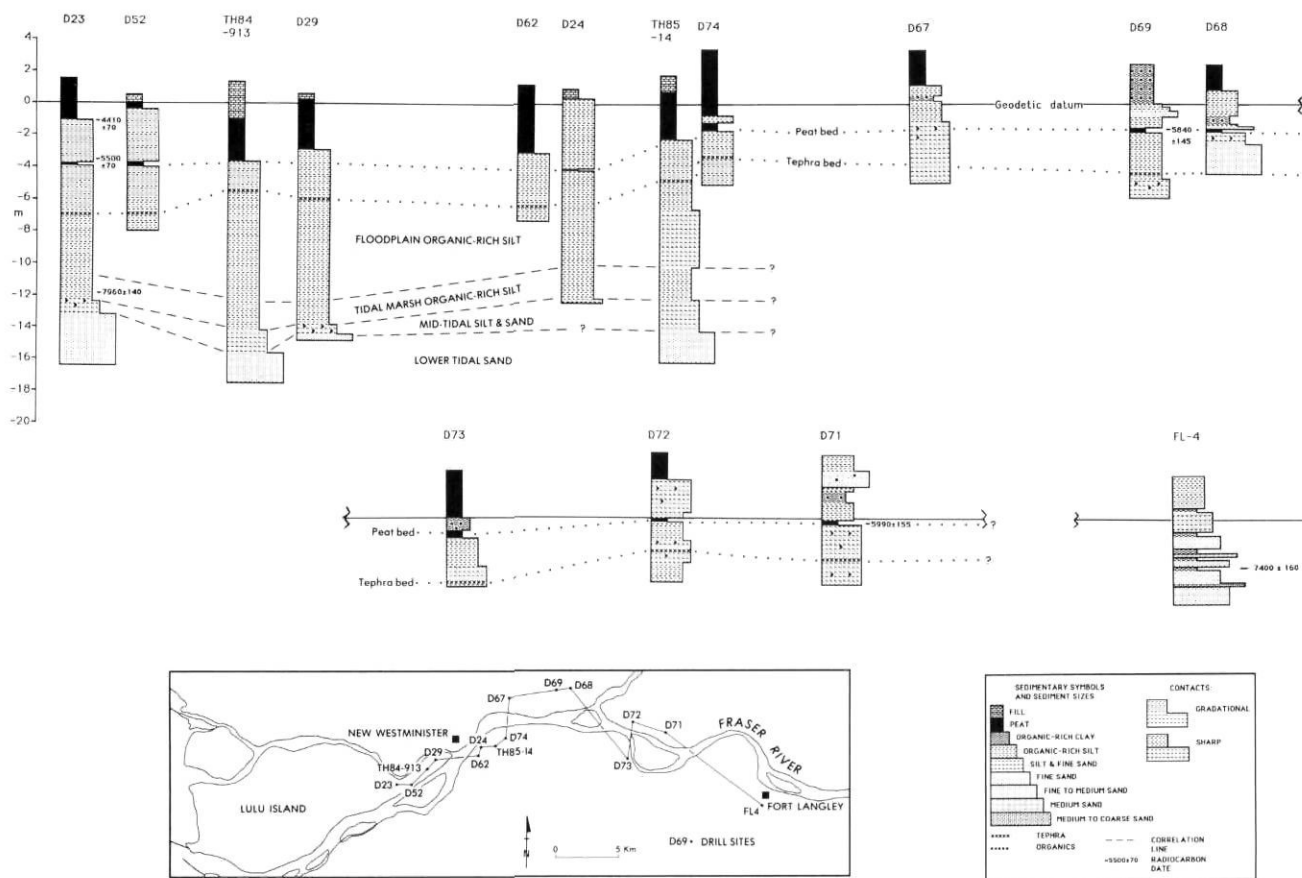 D23
D52
TH84
-913
D29
D62
D24
TH85
-14
D74
D67
D69
D68
4
2
0
-2
-4
-6
m
-8
-10
-12
-14
-16
-18
-20
-4410
±70
-5500
±70
-7960±140
Geodetic datum
Peat bed
-5840
±145
Tephra bed
FLOODPLAIN ORGANIC-RICH SILT
TIDAL MARSH ORGANIC-RICH SILT
MID-TIDAL SILT & SAND
LOWER TIDAL SAND
?
?
?
?
D73
D72
D71
FL-4
Peat bed
Tephra bed
-5990±155
?
?
7400 ± 160
NEW WESTMINISTER
LULU ISLAND
D23
D52
TH84-913
D29
D62
D24
TH85-14
D74
D67
D69
D68
D72
D71
D73
FRASER RIVER
FL4
FORT LANGLEY
N
0 5 Km
D69 • DRILL SITES
SEDIMENTARY SYMBOLS
AND SEDIMENT SIZES
FILL
PEAT
ORGANIC-RICH CLAY
ORGANIC-RICH SILT
SILT & FINE SAND
FINE SAND
FINE TO MEDIUM SAND
MEDIUM SAND
MEDIUM TO COARSE SAND
TEPHRA
ORGANICS
CONTACTS:
GRADATIONAL
SHARP
CORRELATION
LINE
-5500±70 RADIOCARBON
DATE